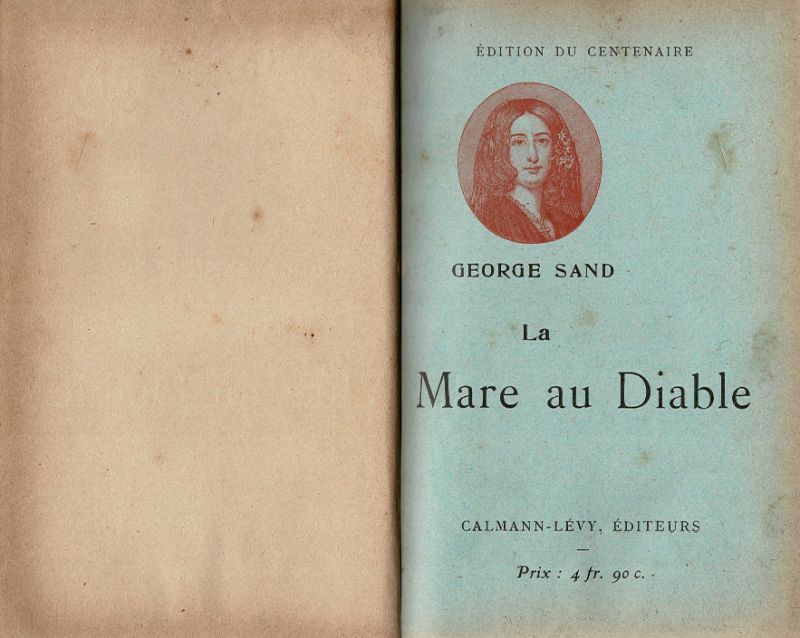 ÉDITION DU CENTENAIRE
GEORGE SAND
La
Mare au Diable
CALMANN-LÉVY, ÉDITEURS
Prix : 4 fr. 90 c.